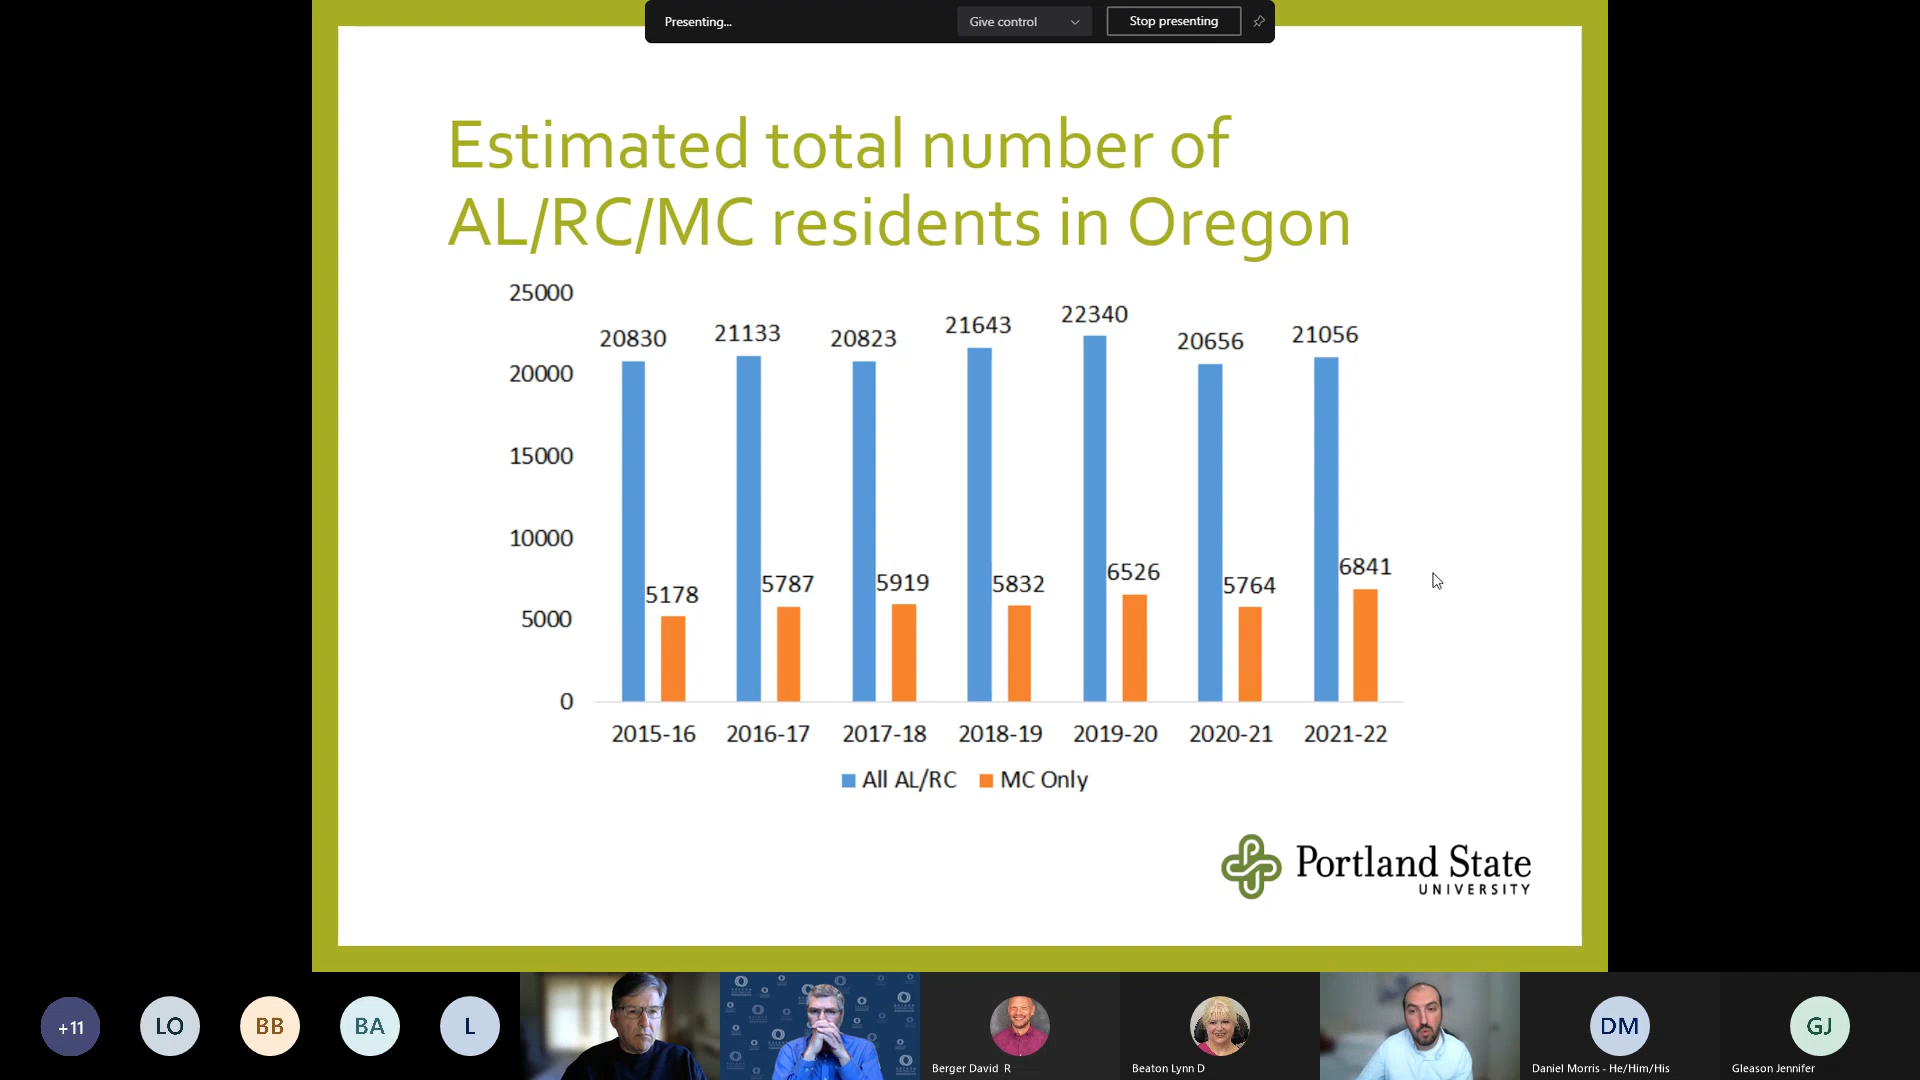 Presenting...
Give control
Stop presenting
Estimated total number of
AL/RC/MC residents in Oregon
25000
20000
15000
10000
5000
0
20830
21133
20823
21643
22340
20656
21056
5178
5787
5919
5832
6526
5764
6841
2015-16
2016-17
2017-18
2018-19
2019-20
2020-21
2021-22
All AL/RC
MC Only
Portland State
UNIVERSITY
+11
LO
BB
BA
L
Berger David R
Beaton Lynn D
DM
Daniel Morris - He/Him/His
GJ
Gleason Jennifer